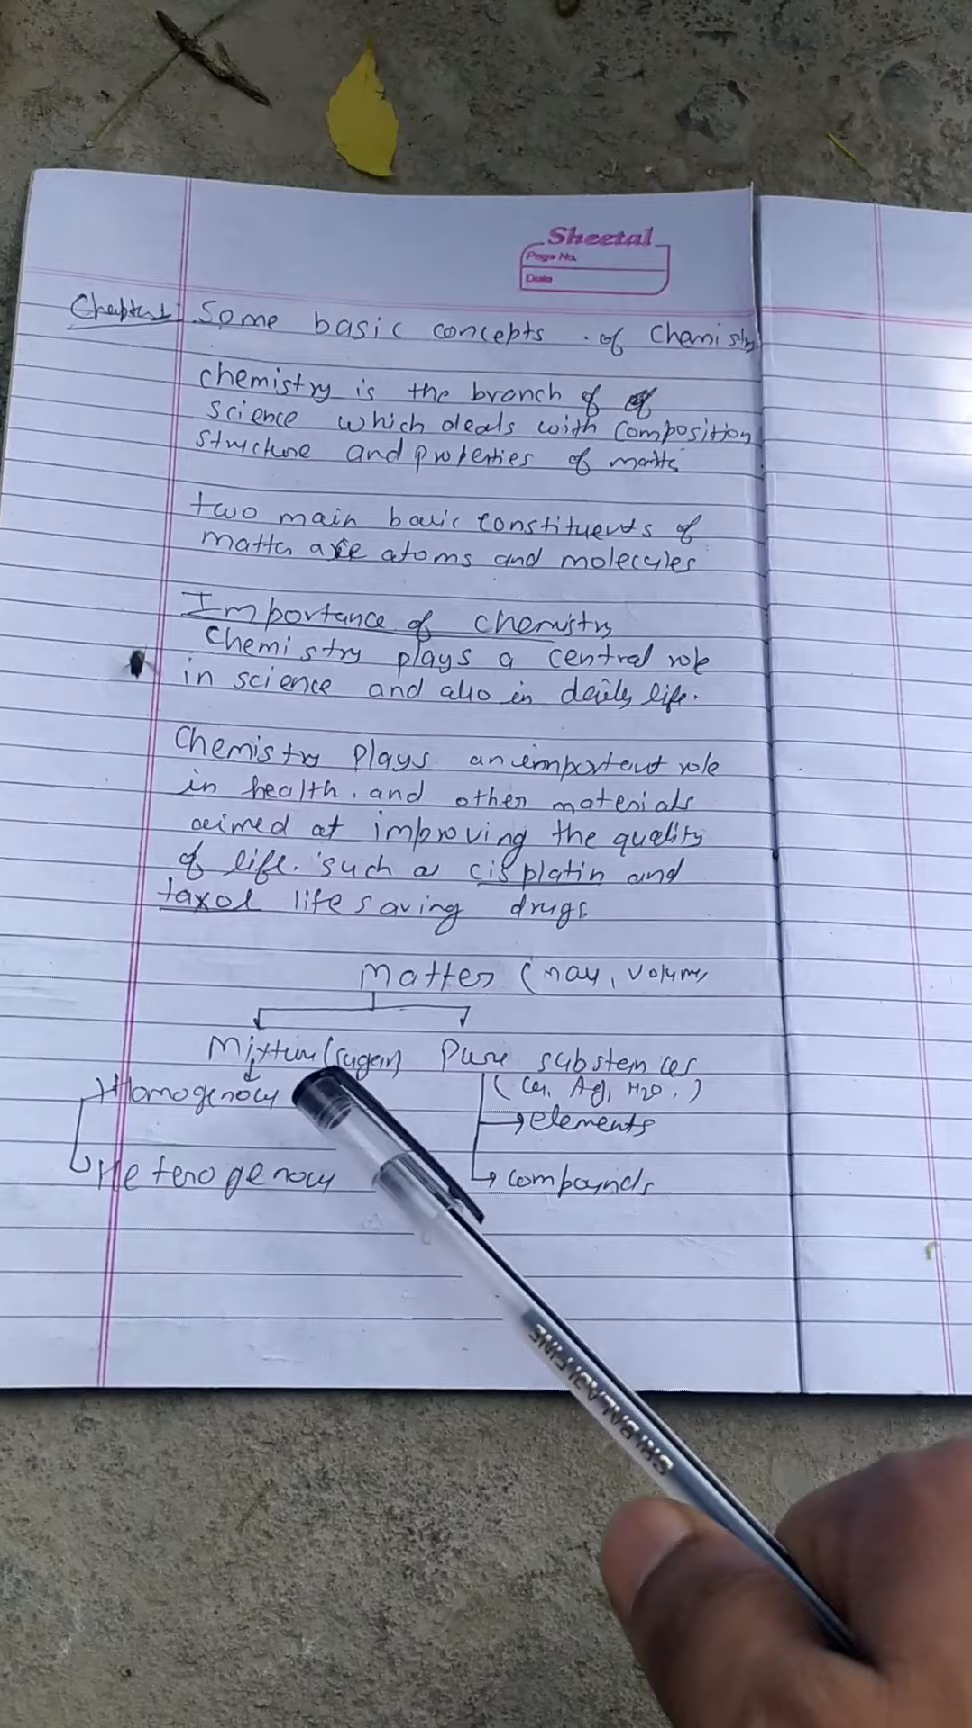 Sheetal
Page No.
Date
Chapter 1: Some basic concepts of Chemistry
chemistry is the branch of of
science which deals with composition
structure and properties of matter
two main basic constituents of
matter are atoms and molecules
Importance of chemistry
Chemistry plays a central role
in science and also in daily life.
Chemistry plays an important role
in health. and other materials
aimed at improving the quality
of life. such as cisplatin and
taxol life saving drugs
Matter (mass, volume
Mixture (sugar) Pure substances
Homogenous (Cu, Ag, H2O.)
elements
Heterogenous compounds
BRIBALAJI FINE